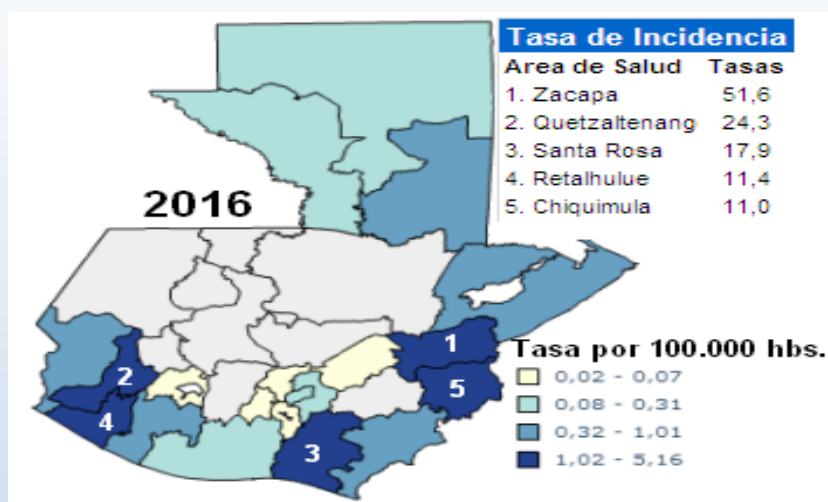 Tasa de Incidencia
Area de Salud Tasas
1. Zacapa 51,6
2. Quetzaltenang 24,3
3. Santa Rosa 17,9
4. Retalhulue 11,4
5. Chiquimula 11,0
2016
1
2
3
4
5
Tasa por 100.000 hbs.
0,02 - 0,07
0,08 - 0,31
0,32 - 1,01
1,02 - 5,16